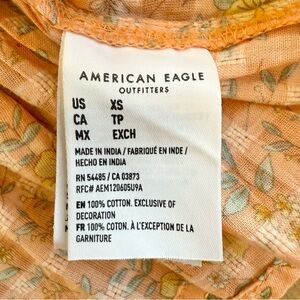 AMERICAN EAGLE
OUTFITTERS
US XS
CA TP
MX EXCH
MADE IN INDIA / FABRIQUÉ EN INDE /
HECHO EN INDIA
RN 54485 / CA 03873
RFC# AEM120605U9A
EN 100% COTTON. EXCLUSIVE OF
DECORATION
FR 100% COTON. À L'EXCEPTION DE LA
GARNITURE